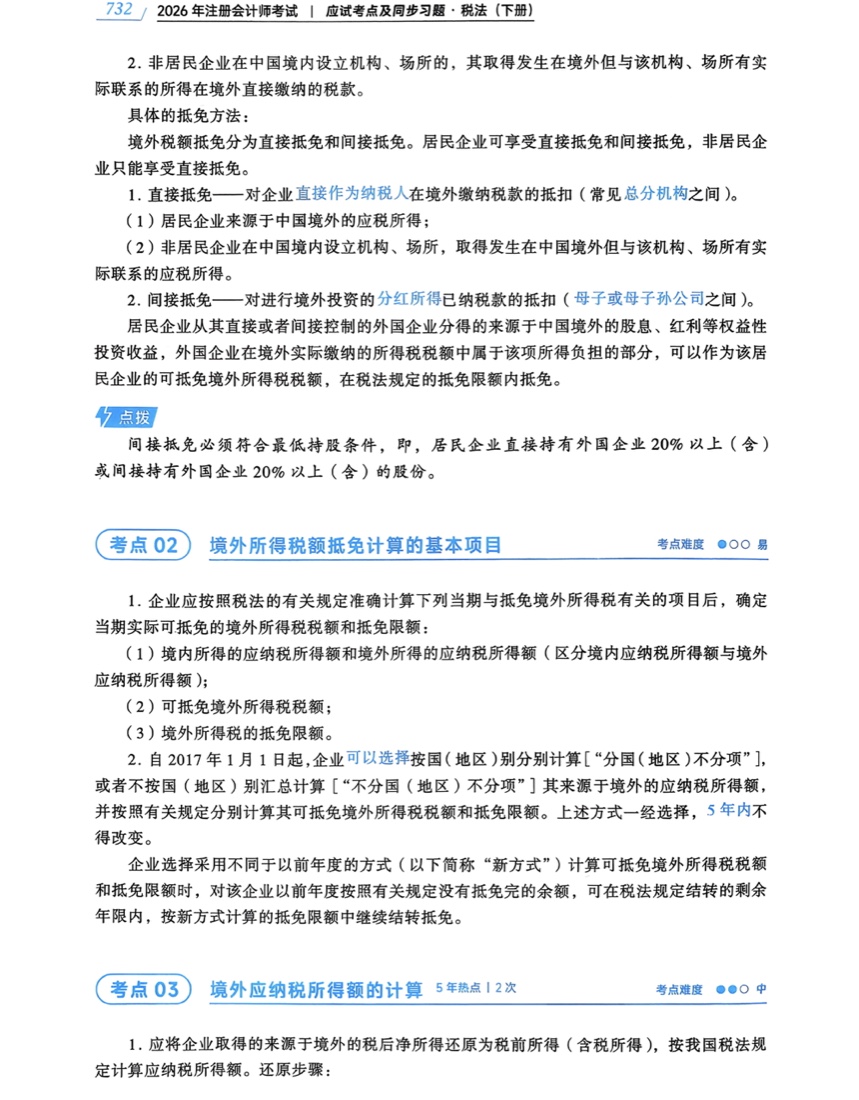 732 2026年注册会计师考试 | 应试考点及同步习题·税法（下册）
2. 非居民企业在中国境内设立机构、场所的，其取得发生在境外但与该机构、场所有实
际联系的所得在境外直接缴纳的税款。
具体的抵免方法：
境外税额抵免分为直接抵免和间接抵免。居民企业可享受直接抵免和间接抵免，非居民企
业只能享受直接抵免。
1. 直接抵免——对企业直接作为纳税人在境外缴纳税款的抵扣（常见总分机构之间）。
（1）居民企业来源于中国境外的应税所得；
（2）非居民企业在中国境内设立机构、场所，取得发生在中国境外但与该机构、场所有实
际联系的应税所得。
2. 间接抵免——对进行境外投资的分红所得已纳税款的抵扣（母子或母子孙公司之间）。
居民企业从其直接或者间接控制的外国企业分得的来源于中国境外的股息、红利等权益性
投资收益，外国企业在境外实际缴纳的所得税税额中属于该项所得负担的部分，可以作为该居
民企业的可抵免境外所得税税额，在税法规定的抵免限额内抵免。
点拨
间接抵免必须符合最低持股条件，即，居民企业直接持有外国企业20%以上（含）
或间接持有外国企业20%以上（含）的股份。
考点 02 境外所得税额抵免计算的基本项目 考点难度 易
1. 企业应按照税法的有关规定准确计算下列当期与抵免境外所得税有关的项目后，确定
当期实际可抵免的境外所得税税额和抵免限额：
（1）境内所得的应纳税所得额和境外所得的应纳税所得额（区分境内应纳税所得额与境外
应纳税所得额）；
（2）可抵免境外所得税税额；
（3）境外所得税的抵免限额。
2. 自2017年1月1日起，企业可以选择按国（地区）别分别计算［“分国（地区）不分项”］，
或者不按国（地区）别汇总计算［“不分国（地区）不分项”］其来源于境外的应纳税所得额，
并按照有关规定分别计算其可抵免境外所得税税额和抵免限额。上述方式一经选择，5年内不
得改变。
企业选择采用不同于以前年度的方式（以下简称“新方式”）计算可抵免境外所得税税额
和抵免限额时，对该企业以前年度按照有关规定没有抵免完的余额，可在税法规定结转的剩余
年限内，按新方式计算的抵免限额中继续结转抵免。
考点 03 境外应纳税所得额的计算 5年热点 | 2次 考点难度 中
1. 应将企业取得的来源于境外的税后净所得还原为税前所得（含税所得），按我国税法规
定计算应纳税所得额。还原步骤：